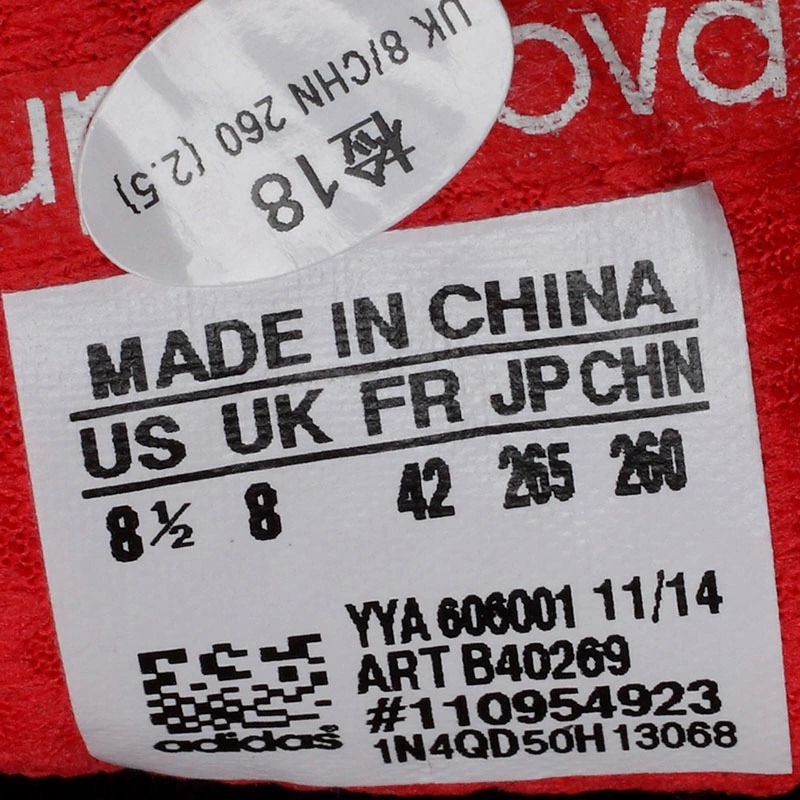 UK 8/CHN 260 (2.5)
检18
MADE IN CHINA
US UK FR JP CHN
8½ 8 42 265 260
YYA 606001 11/14
ART B40269
#110954923
adidas 1N4QD50H13068